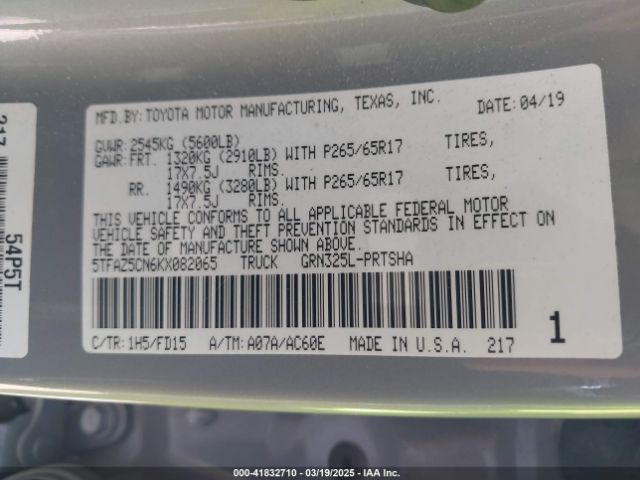 MFD.BY: TOYOTA MOTOR MANUFACTURING, TEXAS, INC.
DATE: 04/19
GVWR: 2545KG (5600LB)
GAWR: FRT. 1320KG (2910LB) WITH P265/65R17 TIRES,
17X7.5J RIMS.
RR. 1490KG (3280LB) WITH P265/65R17 TIRES,
17X7.5J RIMS.
THIS VEHICLE CONFORMS TO ALL APPLICABLE FEDERAL MOTOR
VEHICLE SAFETY AND THEFT PREVENTION STANDARDS IN EFFECT ON
THE DATE OF MANUFACTURE SHOWN ABOVE.
5TFAZ5CN6KX082065 TRUCK GRN325L-PRTSHA
C/TR: 1H5/FD15 A/TM: A07A/AC60E MADE IN U.S.A. 217
1
217
54P5T
000-41832710 | 03/19/2025 | IAA Inc.